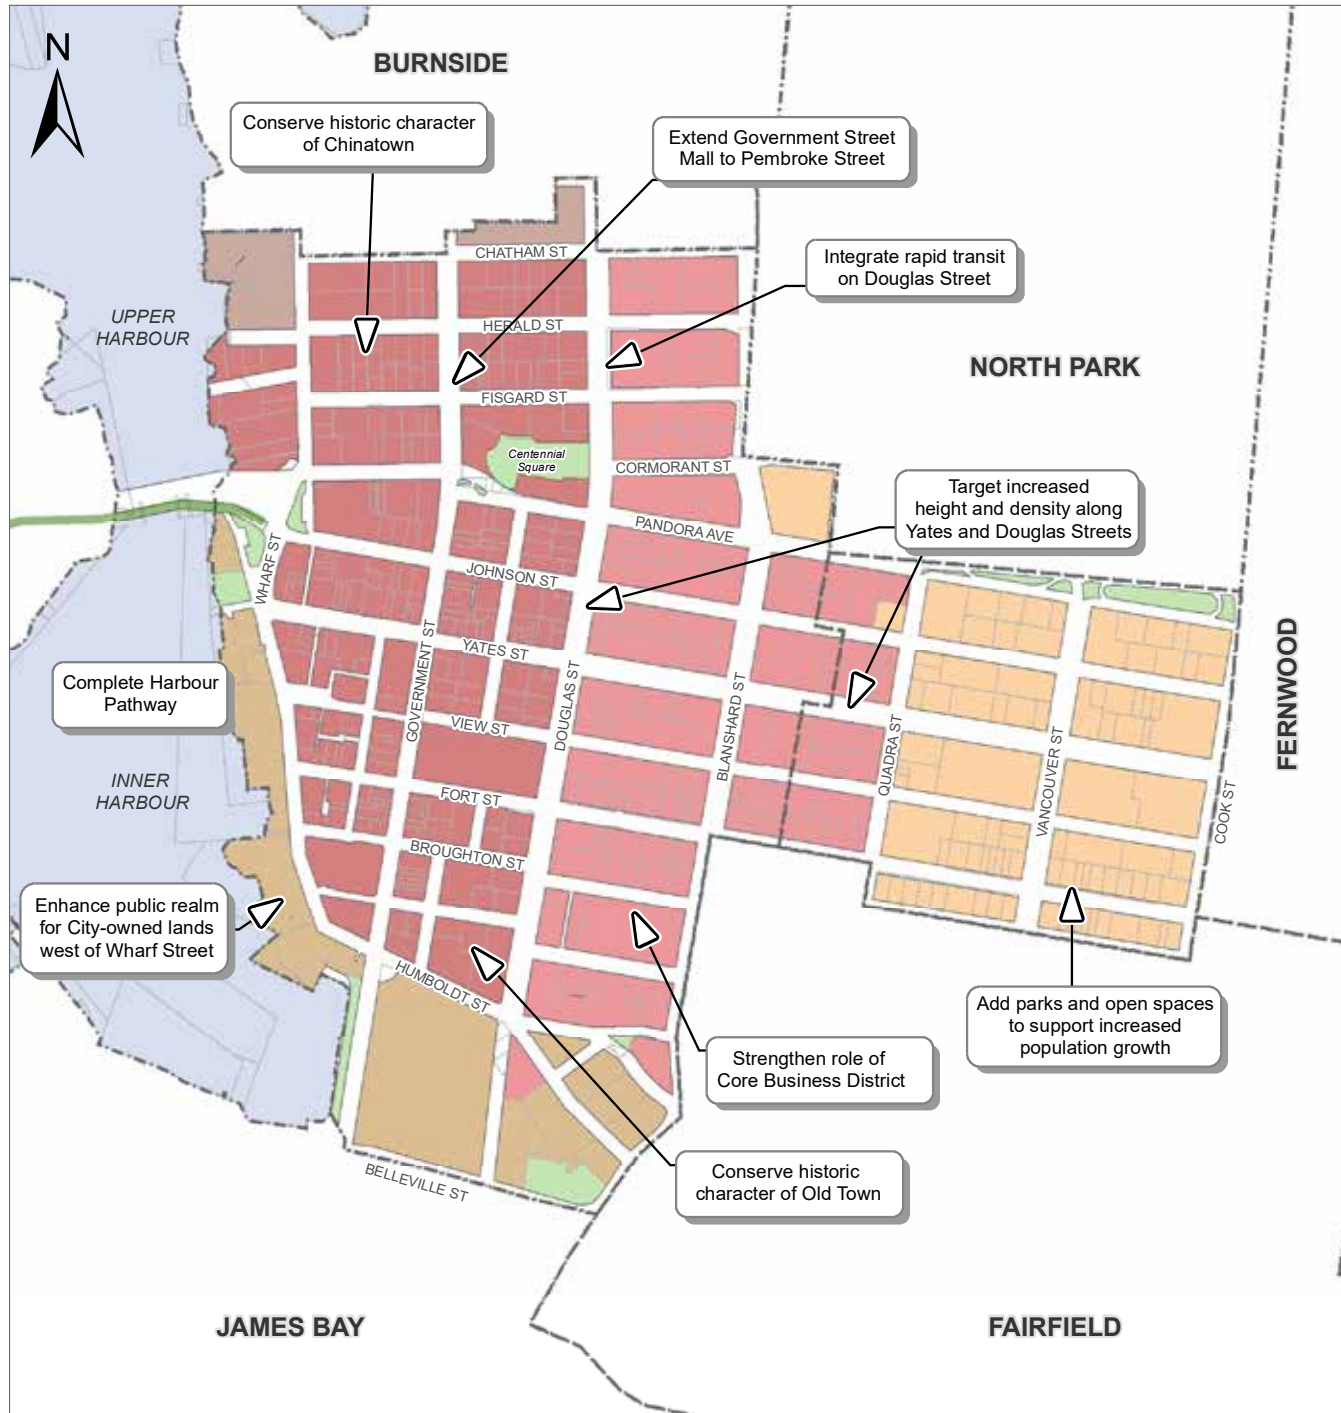 N
BURNSIDE
Conserve historic character
of Chinatown
Extend Government Street
Mall to Pembroke Street
Integrate rapid transit
on Douglas Street
CHATHAM ST
UPPER
HARBOUR
HERALD ST
NORTH PARK
FISGARD ST
Centennial
Square
CORMORANT ST
Target increased
height and density along
Yates and Douglas Streets
PANDORA AVE
WHARF ST
JOHNSON ST
YATES ST
GOVERNMENT ST
DOUGLAS ST
BLANSHARD ST
QUADRA ST
VANCOUVER ST
COOK ST
FERNWOOD
Complete Harbour
Pathway
VIEW ST
INNER
HARBOUR
FORT ST
BROUGHTON ST
Enhance public realm
for City-owned lands
west of Wharf Street
HUMBOLDT ST
Add parks and open spaces
to support increased
population growth
Strengthen role of
Core Business District
Conserve historic
character of Old Town
BELLEVILLE ST
JAMES BAY
FAIRFIELD